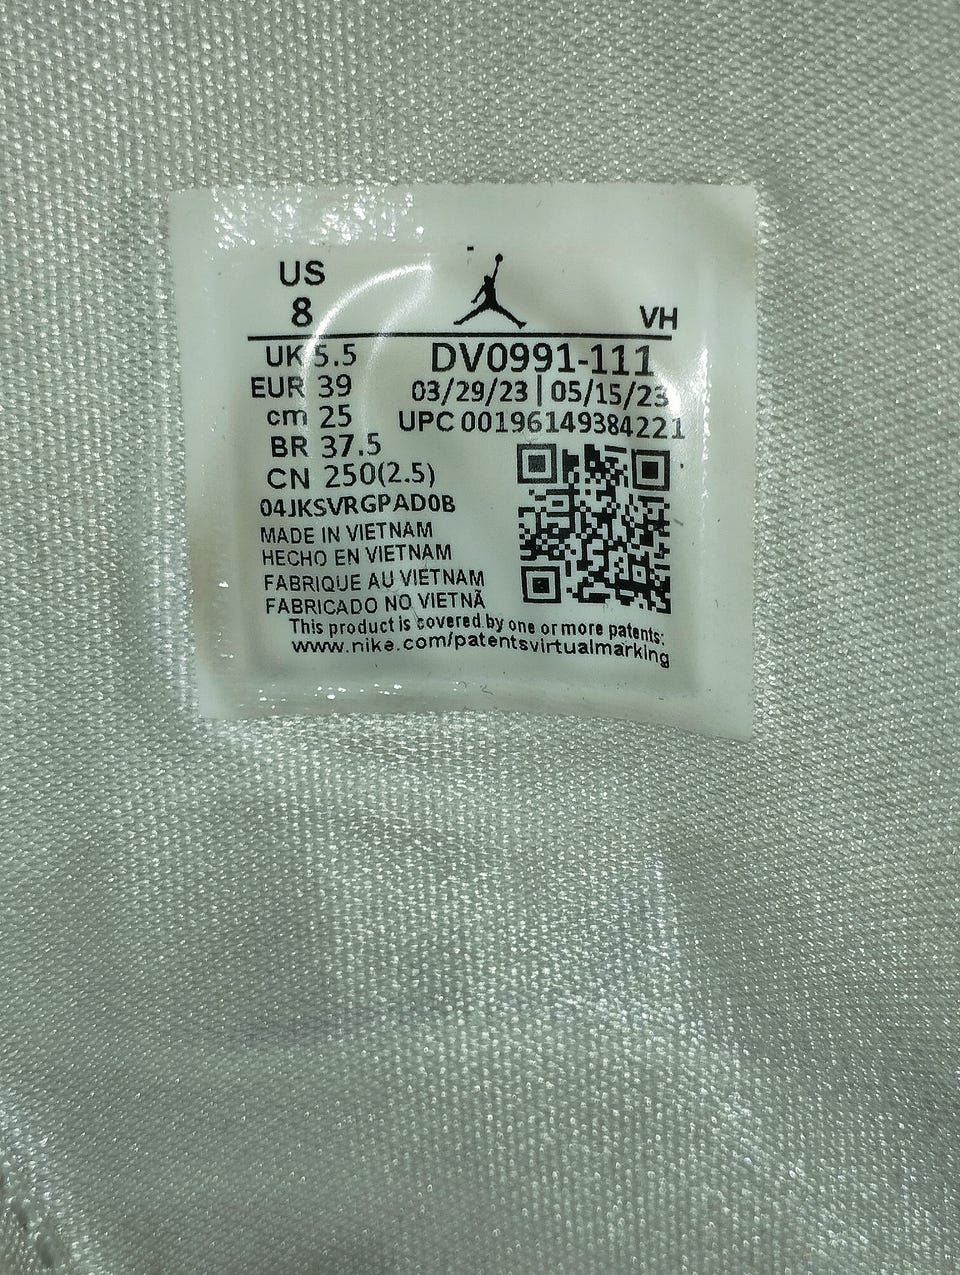 US
8
VH
UK 5.5
EUR 39
cm 25
BR 37.5
CN 250(2.5)
DV0991-111
03/29/23 | 05/15/23
UPC 00196149384221
04JKSVRGPAD0B
MADE IN VIETNAM
HECHO EN VIETNAM
FABRIQUE AU VIETNAM
FABRICADO NO VIETNÃ
This product is covered by one or more patents:
www.nike.com/patentsvirtualmarking